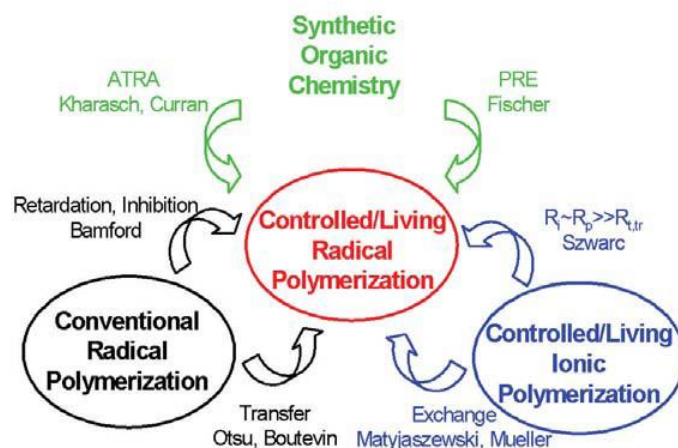 Synthetic
Organic
Chemistry
ATRA
Kharasch, Curran
PRE
Fischer
Retardation, Inhibition
Bamford
Controlled/Living
Radical
Polymerization
Ri~Rp>>Rt,tr
Szwarc
Conventional
Radical
Polymerization
Controlled/Living
Ionic
Polymerization
Transfer
Otsu, Boutevin
Exchange
Matyjaszewski, Mueller